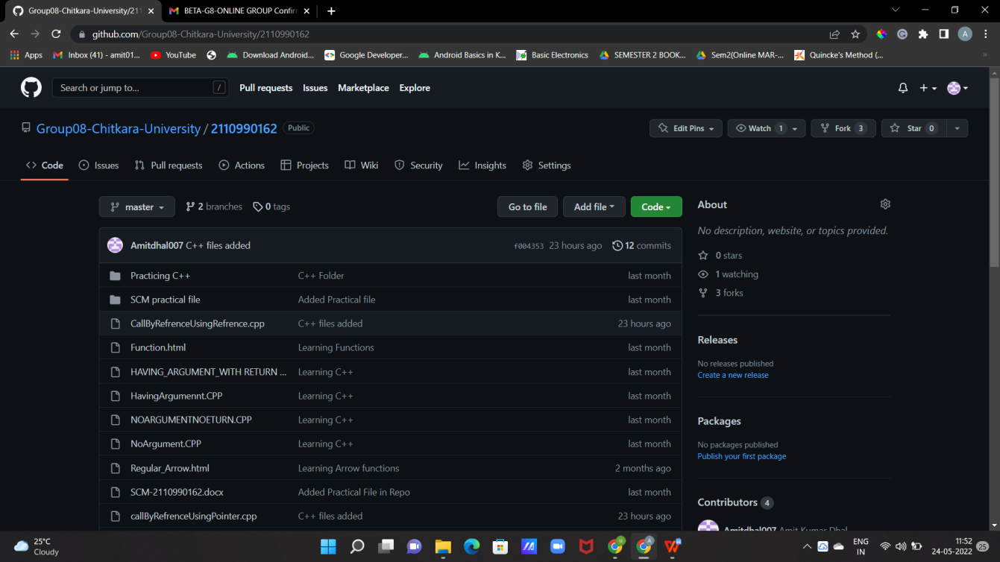 Group08-Chitkara-University/211
BETA-G8-ONLINE GROUP Confirm
github.com/Group08-Chitkara-University/2110990162
A
Apps
Inbox (41) - amit01...
YouTube
Download Android...
Google Developer...
Android Basics in K...
Basic Electronics
SEMESTER 2 BOOK...
Sem2(Online MAR-...
Quincke's Method (...
Search or jump to... /
Pull requests Issues Marketplace Explore
Group08-Chitkara-University / 2110990162 Public
Edit Pins Watch 1 Fork 3 Star 0
Code Issues Pull requests Actions Projects Wiki Security Insights Settings
master 2 branches 0 tags Go to file Add file Code
Amitdhal007 C++ files added f004353 23 hours ago 12 commits
Practicing C++ C++ Folder last month
SCM practical file Added Practical file last month
CallByRefrenceUsingRefrence.cpp C++ files added 23 hours ago
Function.html Learning Functions last month
HAVING_ARGUMENT_WITH RETURN ... Learning C++ last month
HavingArgumennt.CPP Learning C++ last month
NOARGUMENTNOETURN.CPP Learning C++ last month
NoArgument.CPP Learning C++ last month
Regular_Arrow.html Learning Arrow functions 2 months ago
SCM-2110990162.docx Added Practical File in Repo last month
callByRefrenceUsingPointer.cpp C++ files added 23 hours ago
About
No description, website, or topics provided.
0 stars
1 watching
3 forks
Releases
No releases published
Create a new release
Packages
No packages published
Publish your first package
Contributors 4
Amitdhal007 Amit Kumar Dhal
25°C
Cloudy
ENG
IN
11:52
24-05-2022
25